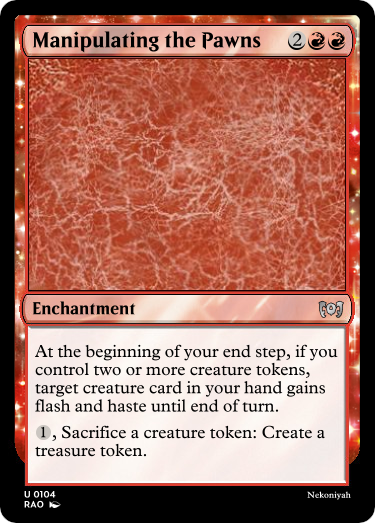 Manipulating the Pawns 2
Enchantment
At the beginning of your end step, if you
control two or more creature tokens,
target creature card in your hand gains
flash and haste until end of turn.
1, Sacrifice a creature token: Create a
treasure token.
U 0104
RAO
Nekoniyah